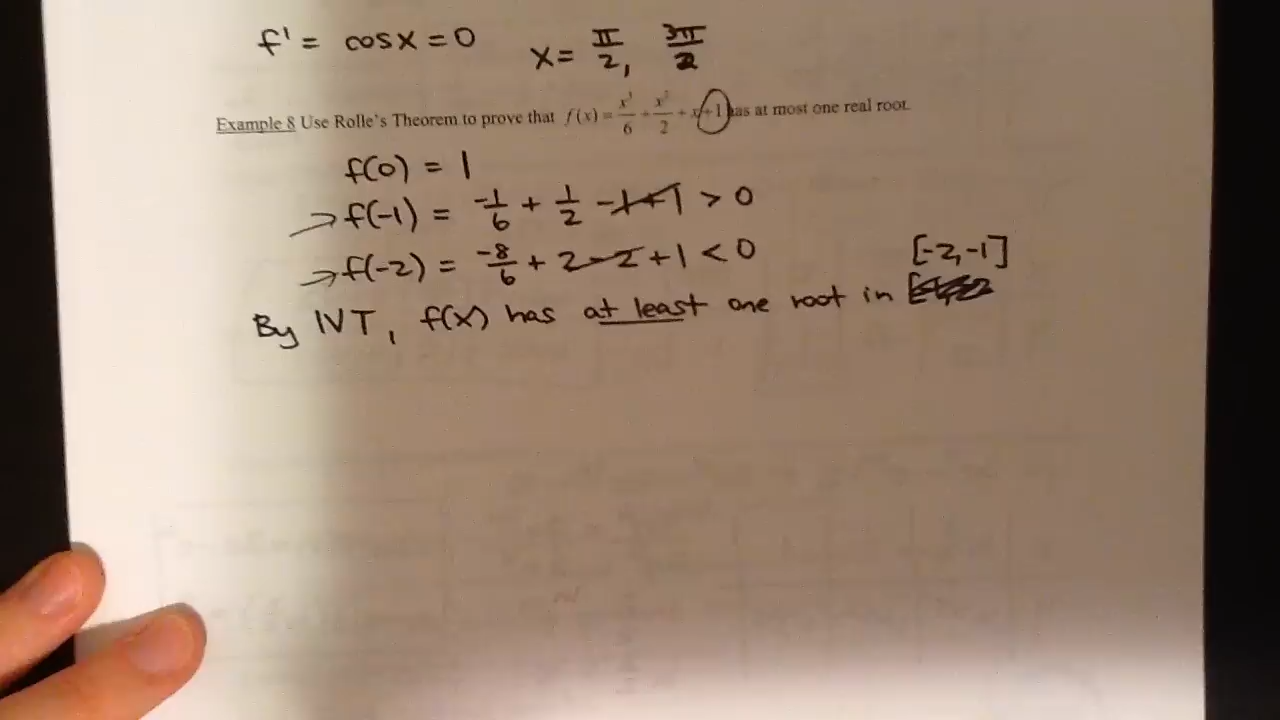 f' = cosx = 0 x = π/2, 3π/2
Example 8 Use Rolle's Theorem to prove that f(x) = x³/6 + x²/2 + x + 1 has at most one real root.
f(0) = 1
→ f(-1) = -1/6 + 1/2 - 1 + 1 > 0
→ f(-2) = -8/6 + 2 - 2 + 1 < 0
[-2,-1]
By IVT, f(x) has at least one root in